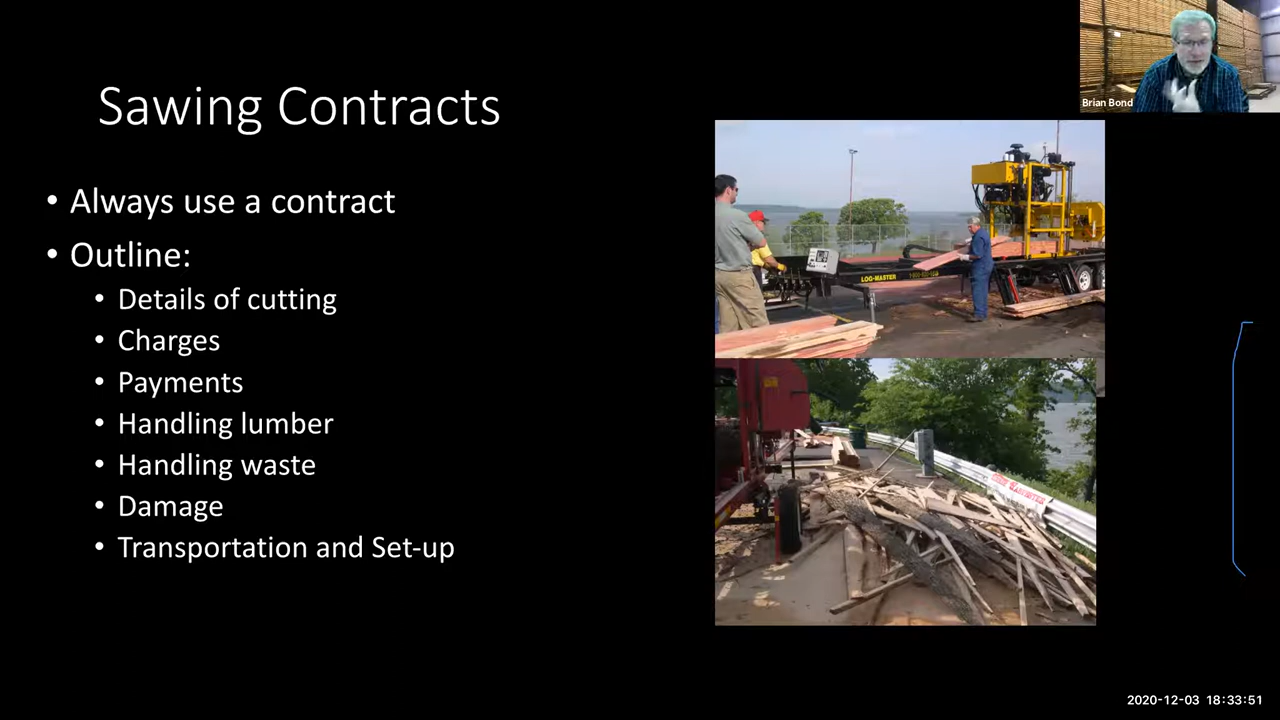 Brian Bond
Sawing Contracts
• Always use a contract
• Outline:
• Details of cutting
• Charges
• Payments
• Handling lumber
• Handling waste
• Damage
• Transportation and Set-up
LOG-MASTER
2020-12-03 18:33:51